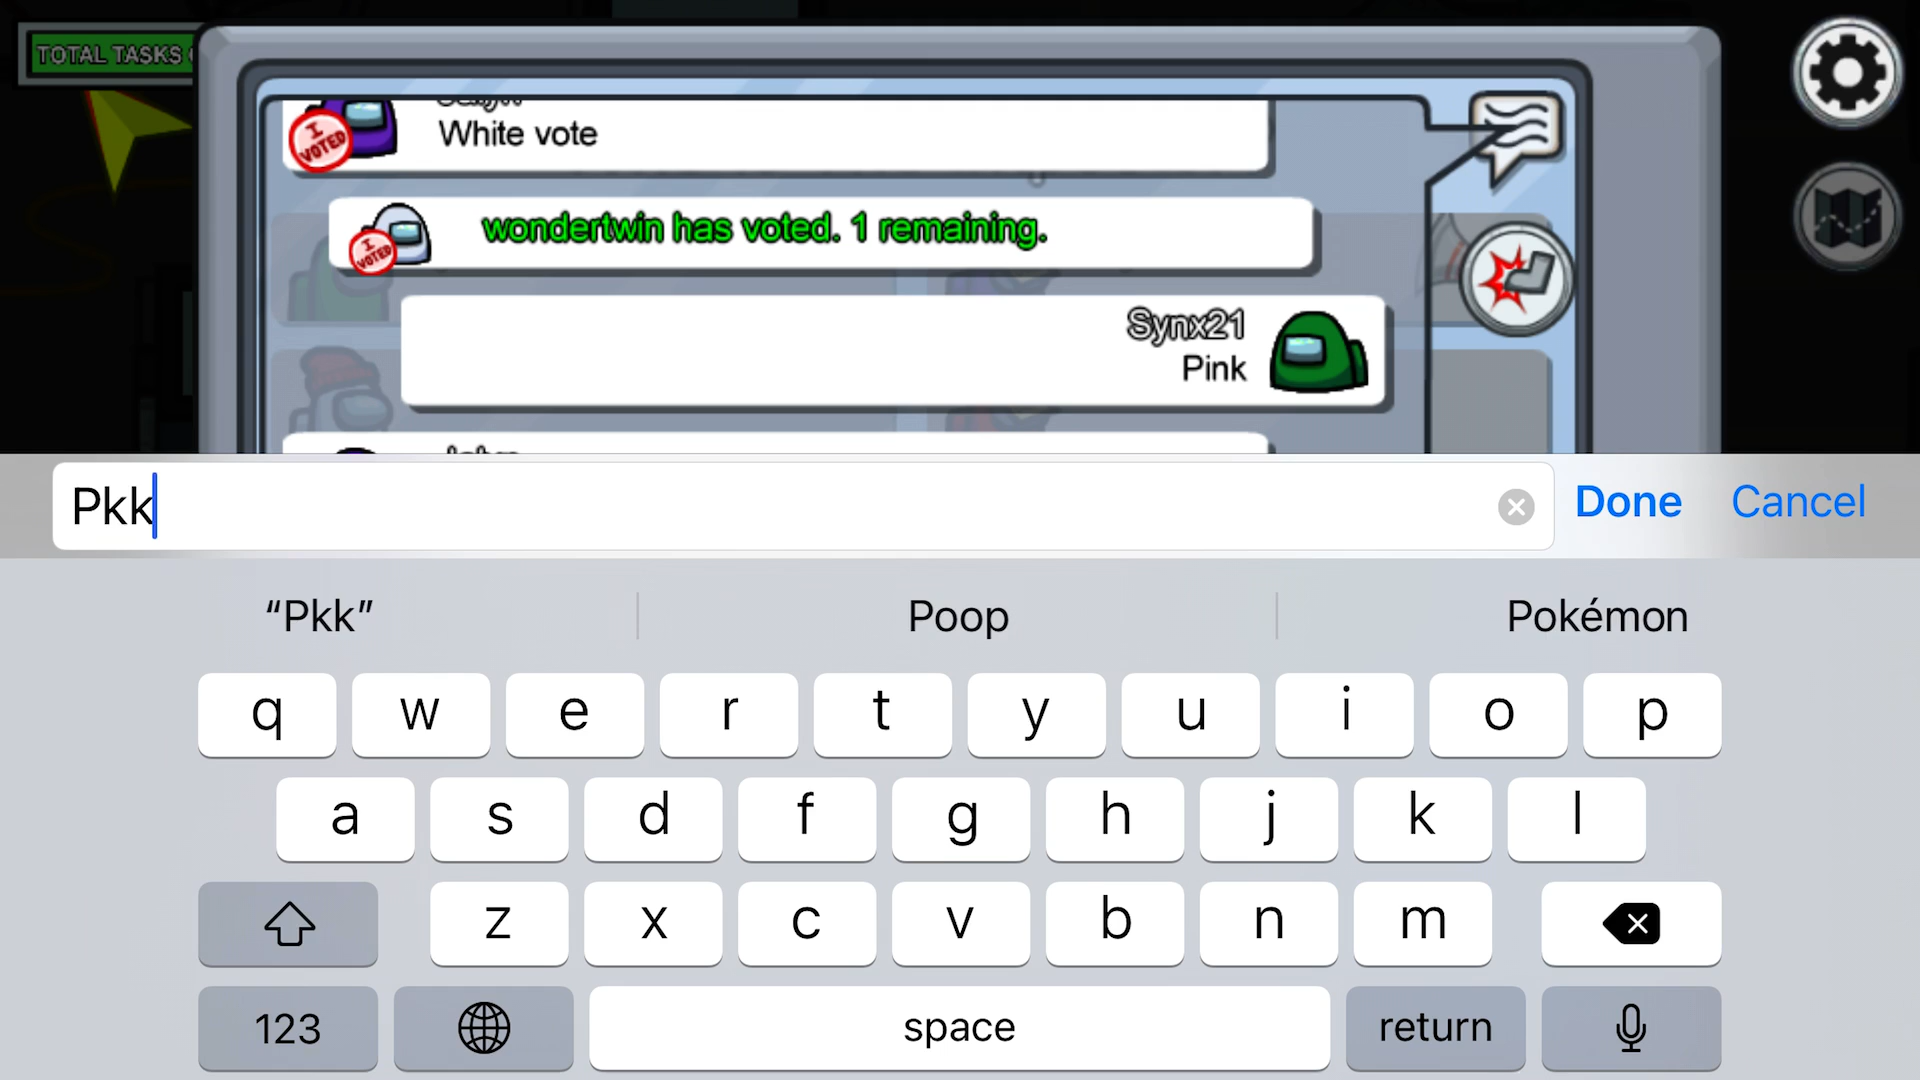 TOTAL TASKS
I VOTED
White vote
I VOTED
wondertwin has voted. 1 remaining.
Synx21
Pink
Pkk
Done
Cancel
“Pkk”
Poop
Pokémon
q w e r t y u i o p
a s d f g h j k l
z x c v b n m
123
space
return